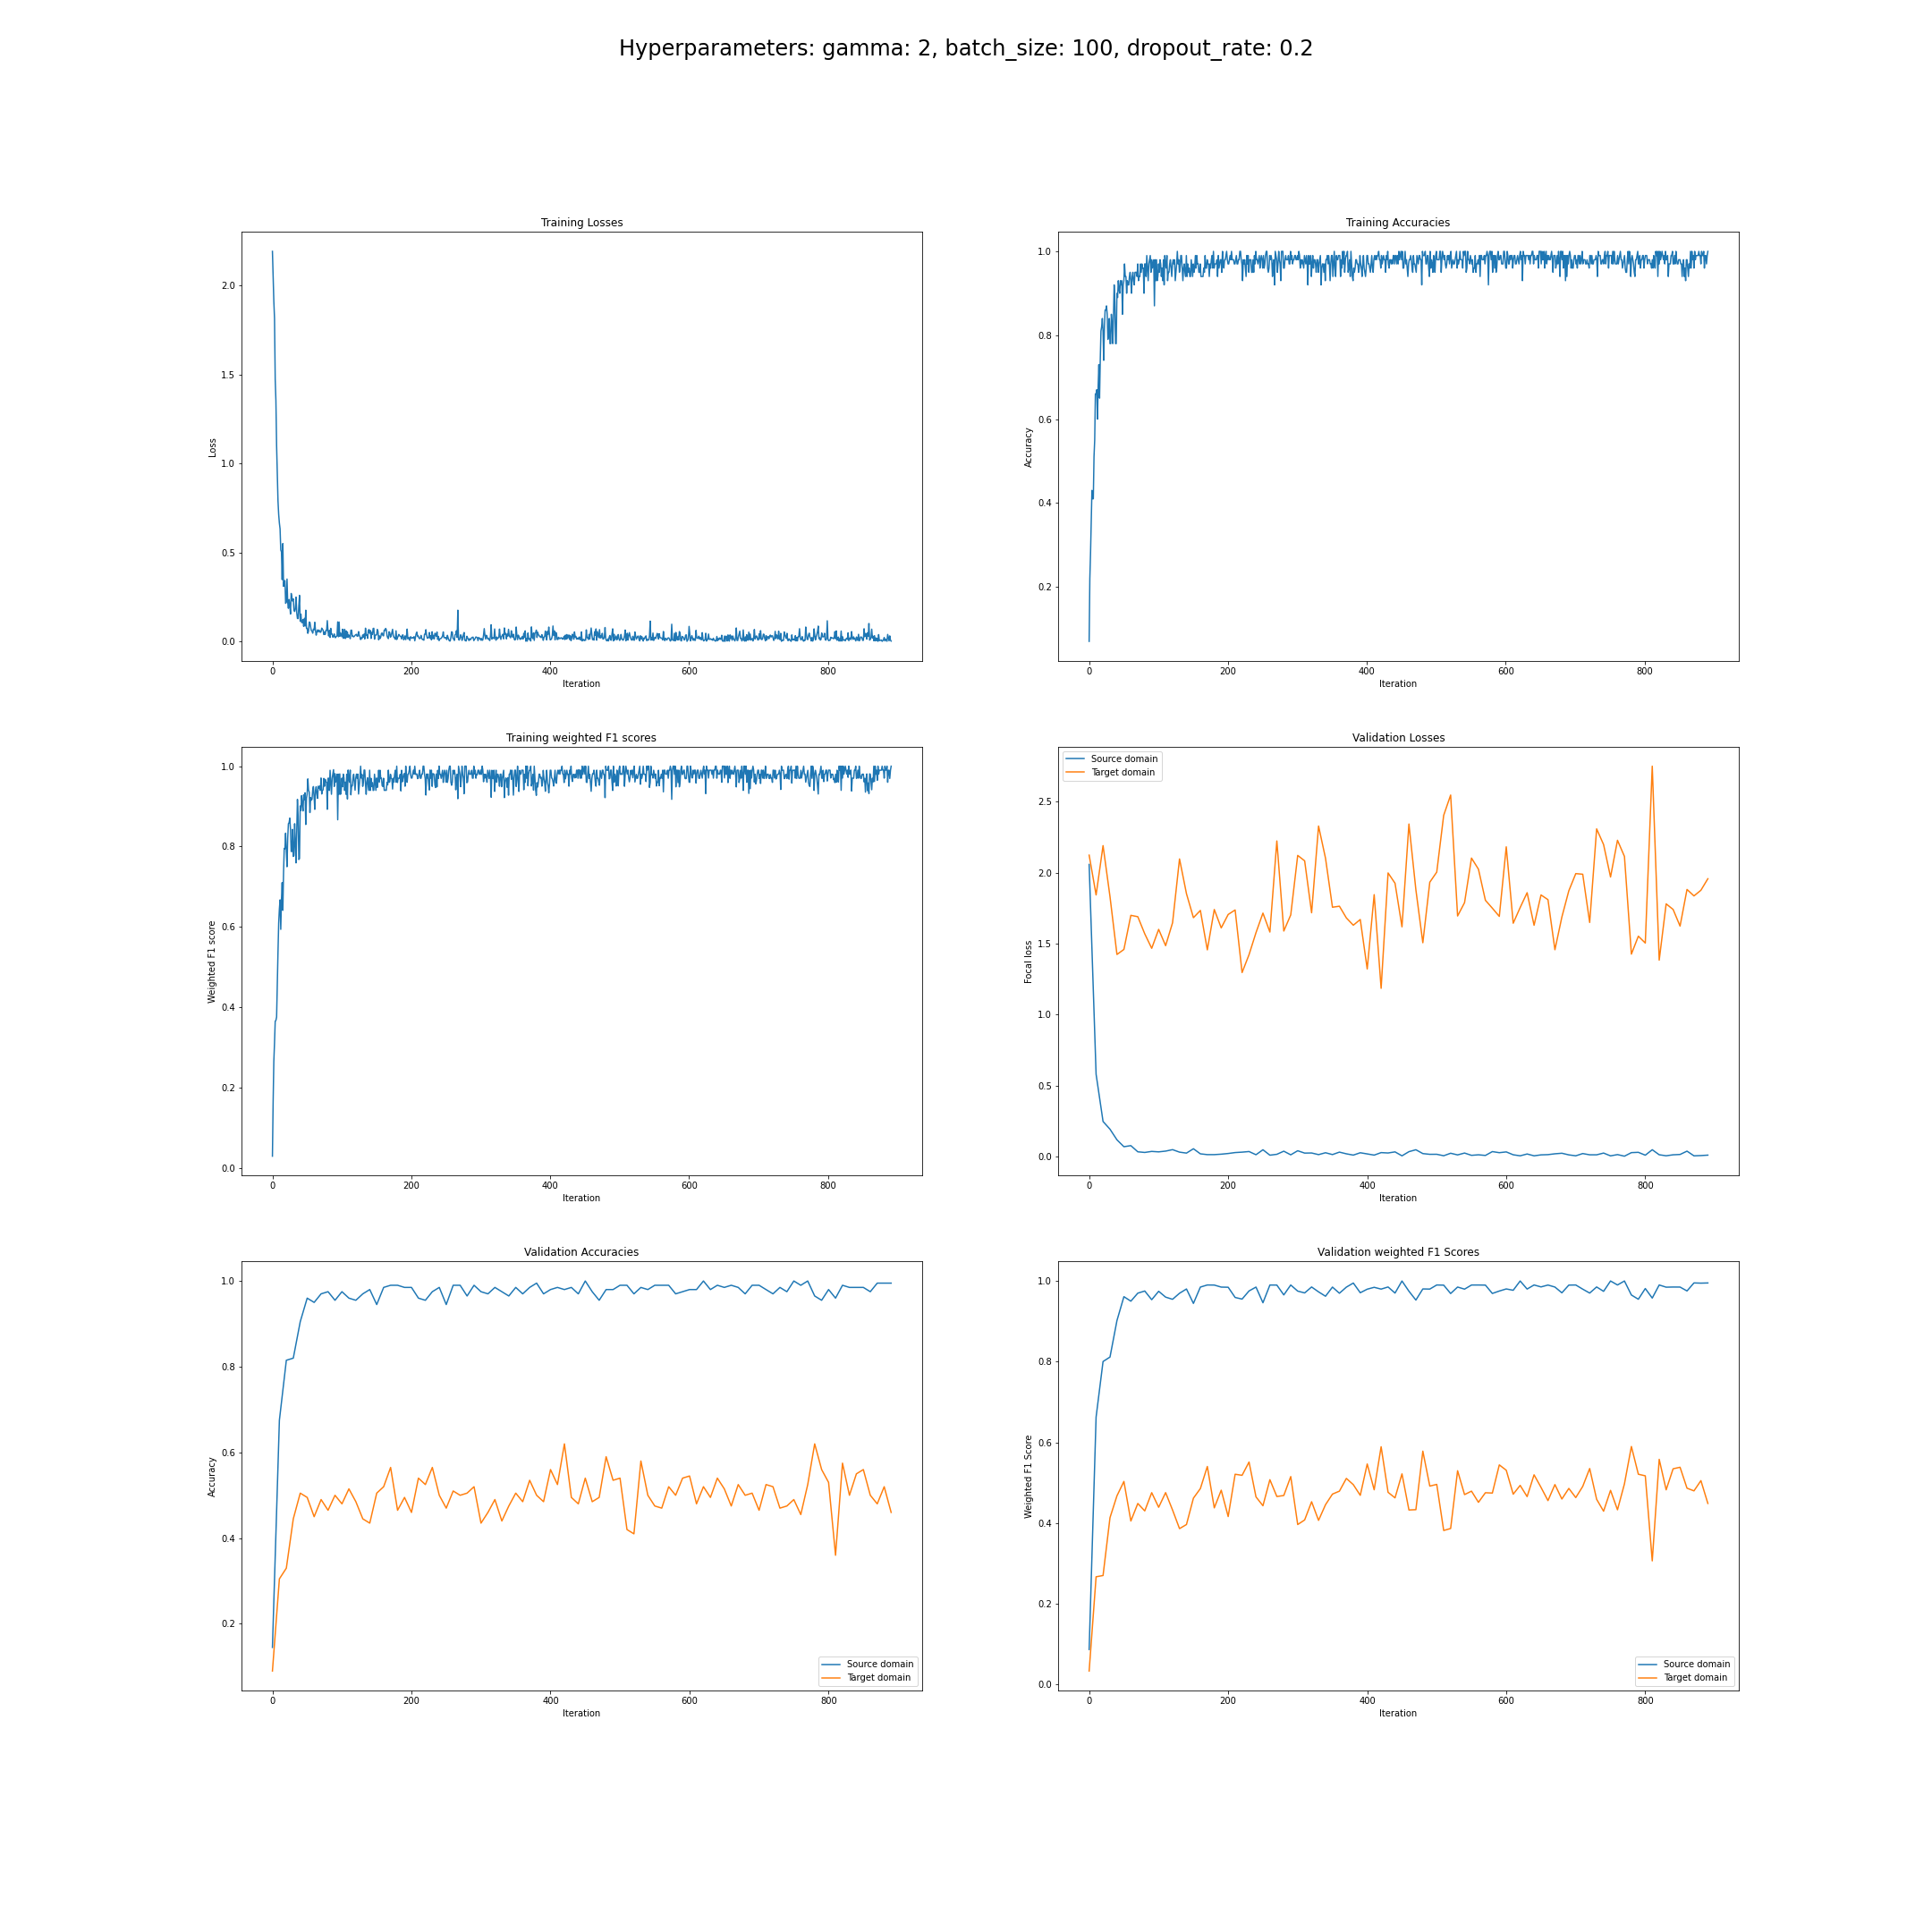 Hyperparameters: gamma: 2, batch_size: 100, dropout_rate: 0.2
Training Losses
2.0
1.5
1.0
0.5
0.0
Loss
0 200 400 600 800
Iteration
Training Accuracies
1.0
0.8
0.6
0.4
0.2
Accuracy
0 200 400 600 800
Iteration
Training weighted F1 scores
1.0
0.8
0.6
0.4
0.2
0.0
Weighted F1 score
0 200 400 600 800
Iteration
Validation Losses
Source domain
Target domain
2.5
2.0
1.5
1.0
0.5
0.0
Focal loss
0 200 400 600 800
Iteration
Validation Accuracies
1.0
0.8
0.6
0.4
0.2
Accuracy
Source domain
Target domain
0 200 400 600 800
Iteration
Validation weighted F1 Scores
1.0
0.8
0.6
0.4
0.2
0.0
Weighted F1 Score
Source domain
Target domain
0 200 400 600 800
Iteration